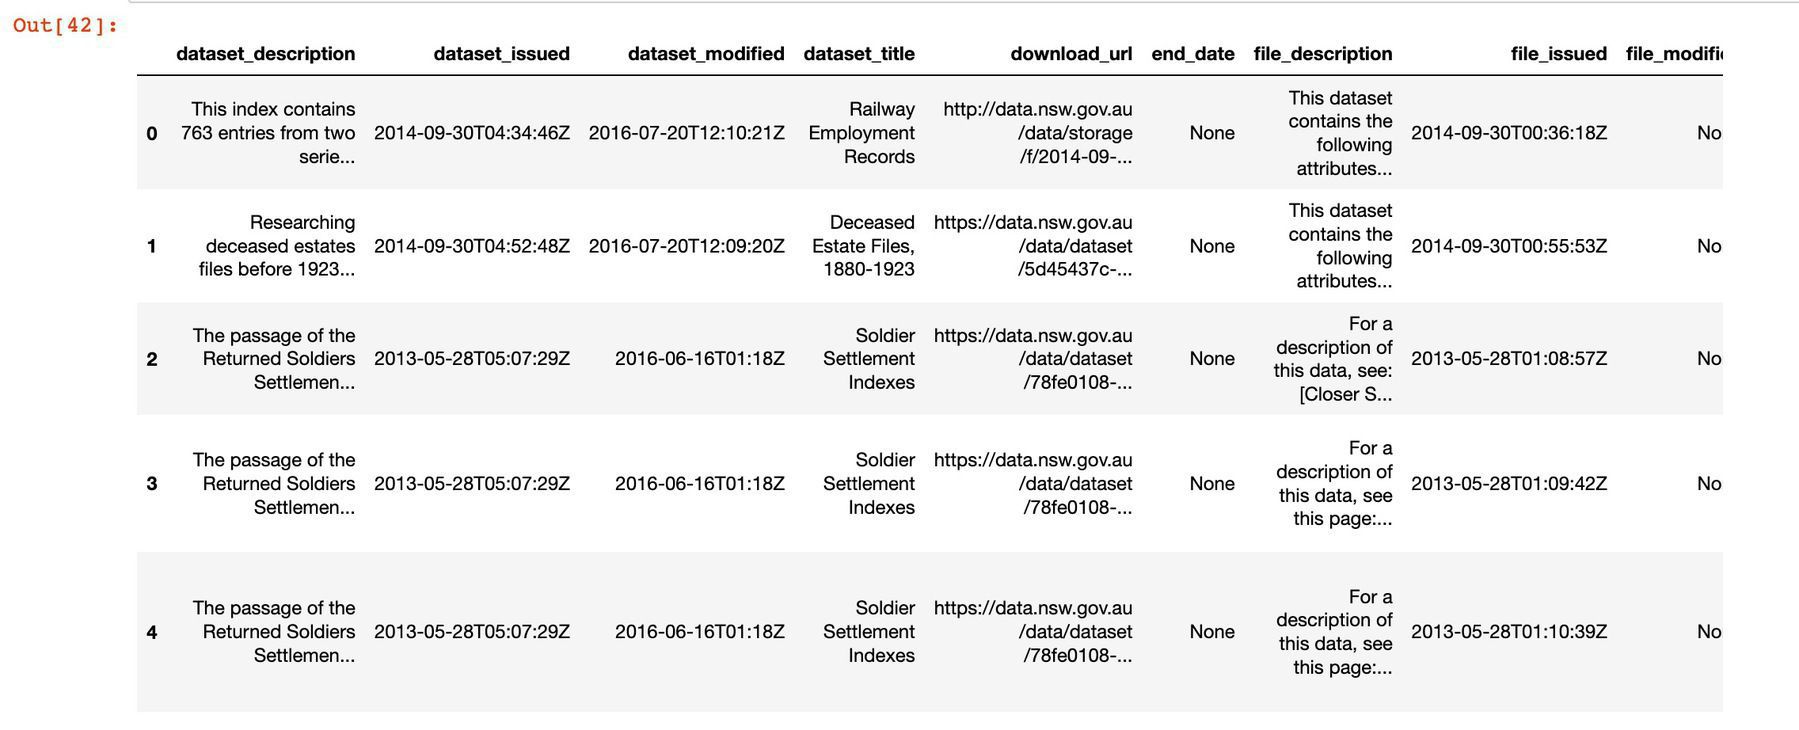 Out[42]:
dataset_description dataset_issued dataset_modified dataset_title download_url end_date file_description file_issued file_modifie
0 This index contains 763 entries from two serie... 2014-09-30T04:34:46Z 2016-07-20T12:10:21Z Railway Employment Records http://data.nsw.gov.au/data/storage/f/2014-09-... None This dataset contains the following attributes... 2014-09-30T00:36:18Z No
1 Researching deceased estates files before 1923... 2014-09-30T04:52:48Z 2016-07-20T12:09:20Z Deceased Estate Files, 1880-1923 https://data.nsw.gov.au/data/dataset/5d45437c-... None This dataset contains the following attributes... 2014-09-30T00:55:53Z No
2 The passage of the Returned Soldiers Settlemen... 2013-05-28T05:07:29Z 2016-06-16T01:18Z Soldier Settlement Indexes https://data.nsw.gov.au/data/dataset/78fe0108-... None For a description of this data, see: [Closer S... 2013-05-28T01:08:57Z No
3 The passage of the Returned Soldiers Settlemen... 2013-05-28T05:07:29Z 2016-06-16T01:18Z Soldier Settlement Indexes https://data.nsw.gov.au/data/dataset/78fe0108-... None For a description of this data, see this page:... 2013-05-28T01:09:42Z No
4 The passage of the Returned Soldiers Settlemen... 2013-05-28T05:07:29Z 2016-06-16T01:18Z Soldier Settlement Indexes https://data.nsw.gov.au/data/dataset/78fe0108-... None For a description of this data, see this page:... 2013-05-28T01:10:39Z No